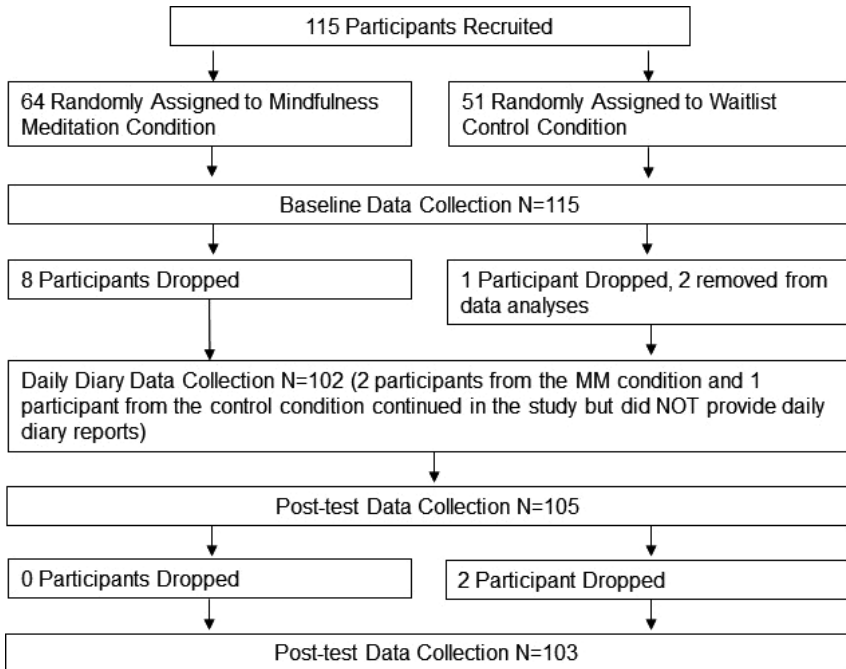 115 Participants Recruited
64 Randomly Assigned to Mindfulness
Meditation Condition
51 Randomly Assigned to Waitlist
Control Condition
Baseline Data Collection N=115
8 Participants Dropped
1 Participant Dropped, 2 removed from
data analyses
Daily Diary Data Collection N=102 (2 participants from the MM condition and 1
participant from the control condition continued in the study but did NOT provide daily
diary reports)
Post-test Data Collection N=105
0 Participants Dropped
2 Participant Dropped
Post-test Data Collection N=103